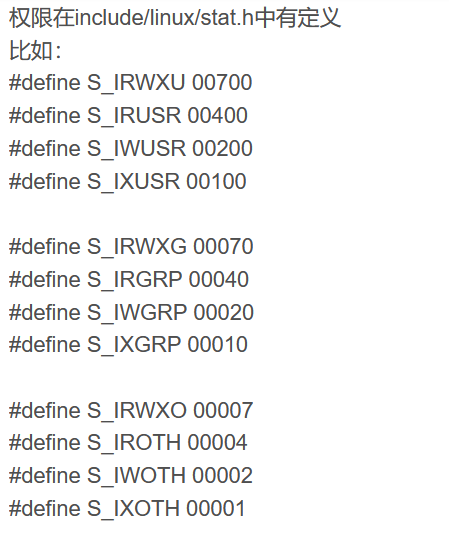 权限在include/linux/stat.h中有定义
比如：
#define S_IRWXU 00700
#define S_IRUSR 00400
#define S_IWUSR 00200
#define S_IXUSR 00100
#define S_IRWXG 00070
#define S_IRGRP 00040
#define S_IWGRP 00020
#define S_IXGRP 00010
#define S_IRWXO 00007
#define S_IROTH 00004
#define S_IWOTH 00002
#define S_IXOTH 00001